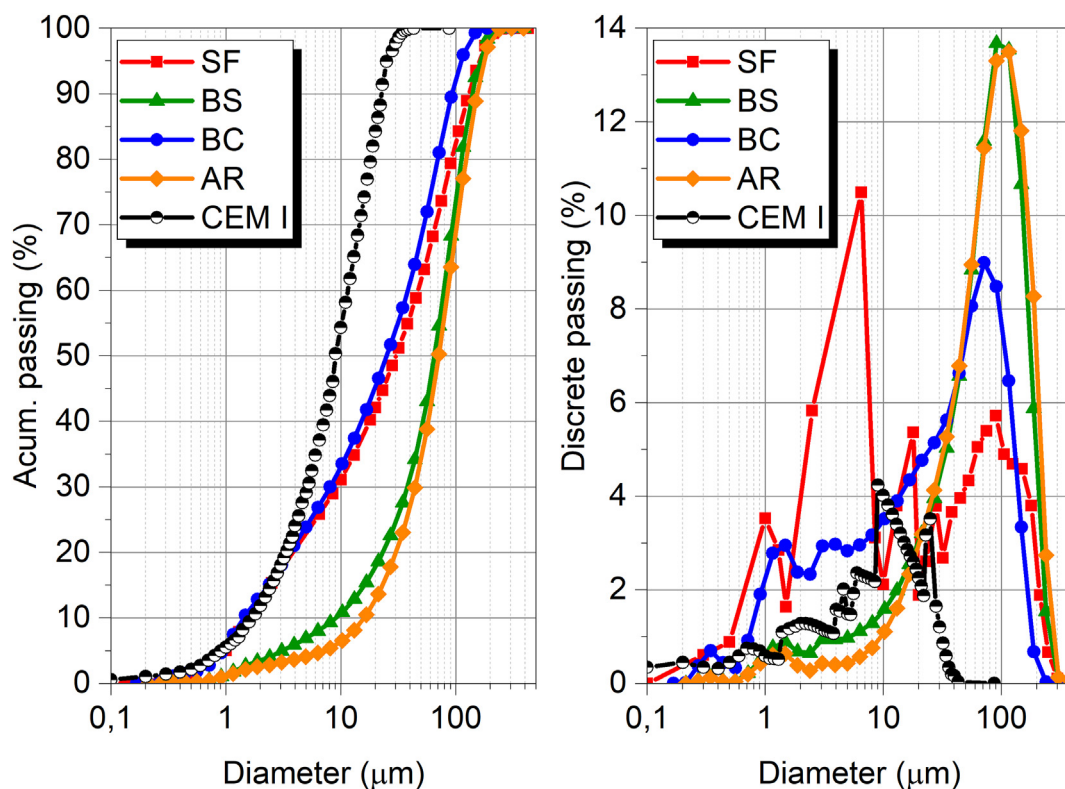 100
90
80
70
60
50
40
30
20
10
0
Acum. passing (%)
SF
BS
BC
AR
CEM I
0,1 1 10 100
Diameter (μm)
14
12
10
8
6
4
2
0
Discrete passing (%)
SF
BS
BC
AR
CEM I
0,1 1 10 100
Diameter (μm)